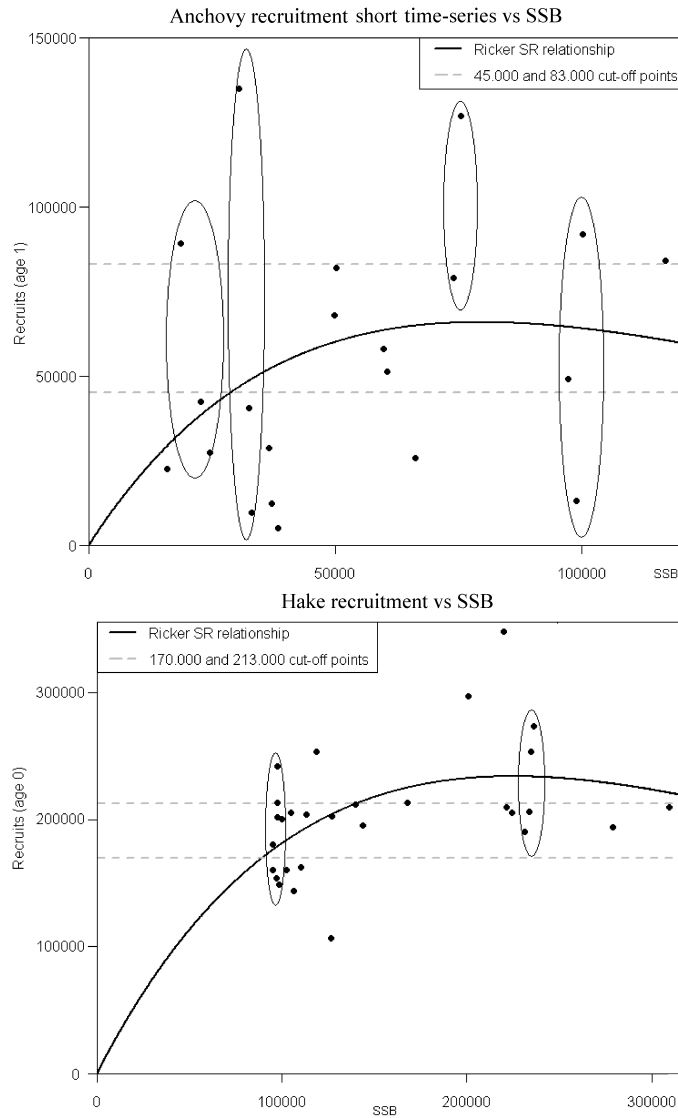 Anchovy recruitment short time-series vs SSB
Ricker SR relationship
45.000 and 83.000 cut-off points
Recruits (age 1)
150000
100000
50000
0
0 50000 100000 SSB
Hake recruitment vs SSB
Ricker SR relationship
170.000 and 213.000 cut-off points
Recruits (age 0)
300000
200000
100000
0
0 100000 200000 300000
SSB